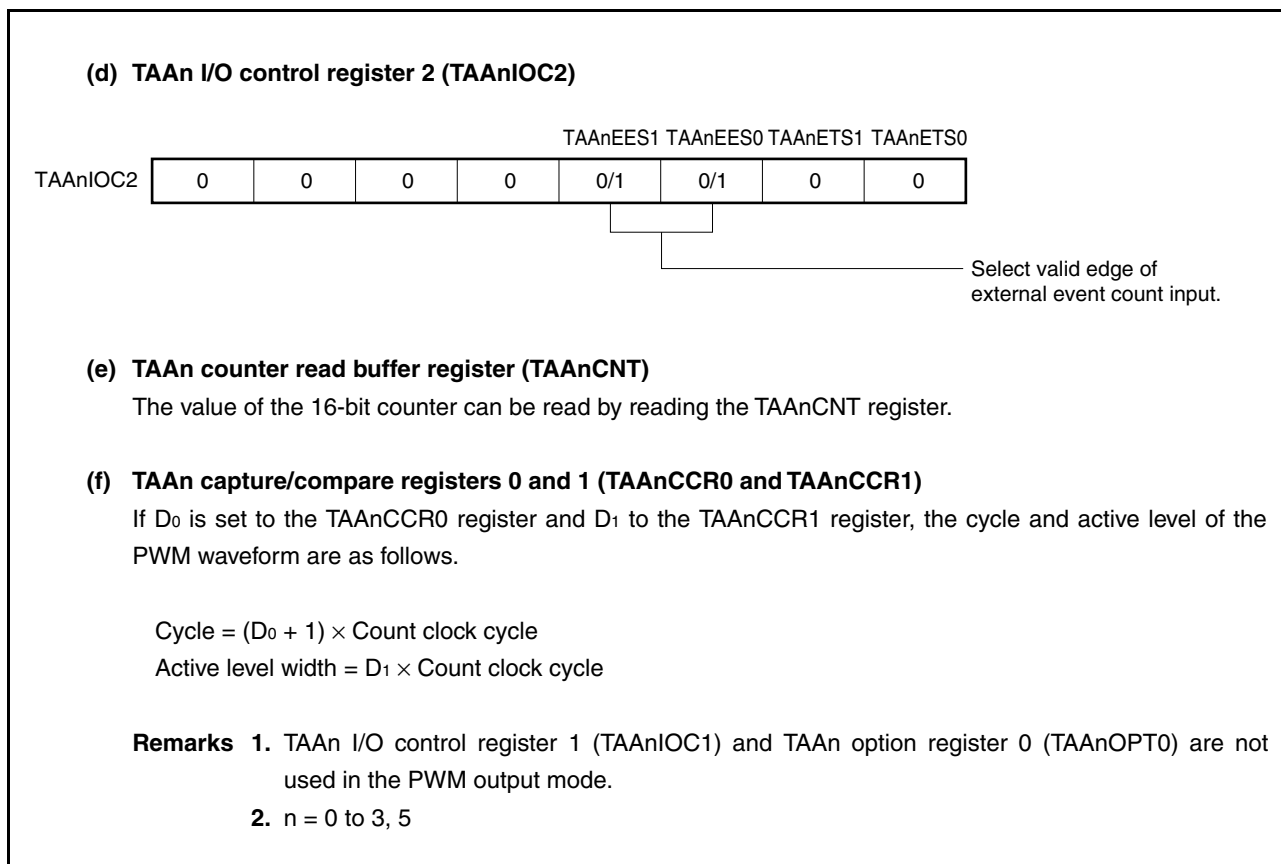 (d) TAAn I/O control register 2 (TAAnIOC2)
TAAnEES1 TAAnEES0 TAAnETS1 TAAnETS0
TAAnIOC2 0 0 0 0 0/1 0/1 0 0
Select valid edge of
external event count input.
(e) TAAn counter read buffer register (TAAnCNT)
The value of the 16-bit counter can be read by reading the TAAnCNT register.
(f) TAAn capture/compare registers 0 and 1 (TAAnCCR0 and TAAnCCR1)
If D0 is set to the TAAnCCR0 register and D1 to the TAAnCCR1 register, the cycle and active level of the
PWM waveform are as follows.
Cycle = (D0 + 1) × Count clock cycle
Active level width = D1 × Count clock cycle
Remarks 1. TAAn I/O control register 1 (TAAnIOC1) and TAAn option register 0 (TAAnOPT0) are not
used in the PWM output mode.
2. n = 0 to 3, 5